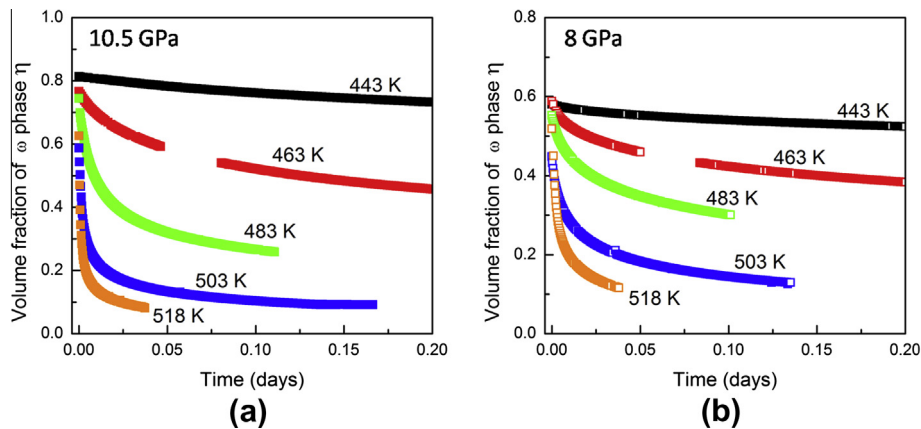 10.5 GPa
Volume fraction of ω phase η
1.0
0.8
0.6
0.4
0.2
0.0
443 K
463 K
483 K
503 K
518 K
0.00 0.05 0.10 0.15 0.20
Time (days)
(a)
8 GPa
Volume fraction of ω phase η
0.8
0.6
0.4
0.2
0.0
443 K
463 K
483 K
503 K
518 K
0.00 0.05 0.10 0.15 0.20
Time (days)
(b)